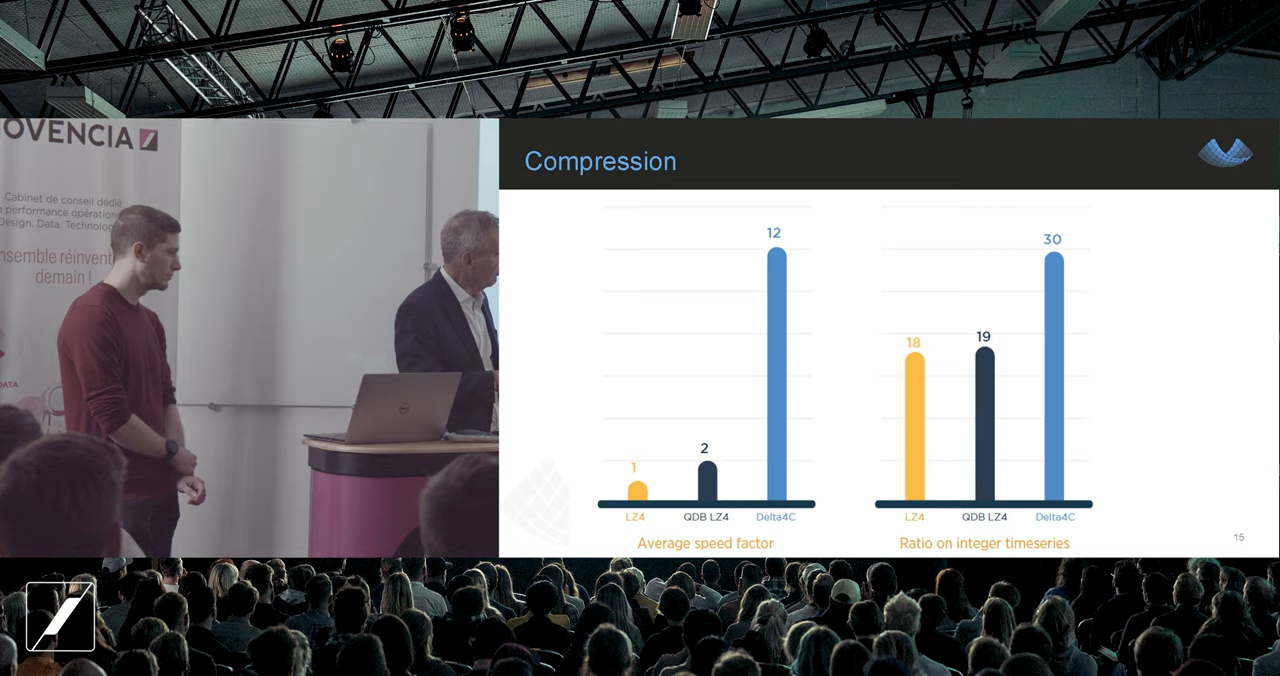 OVENCIA
Cabinet de conseil dédié
performance opération
Design. Data. Technolog
nsemble réinvent
demain !
DATA
DELL
Compression
12
2
1
LZ4
QDB LZ4
Delta4C
Average speed factor
30
19
18
LZ4
QDB LZ4
Delta4C
Ratio on integer timeseries
15